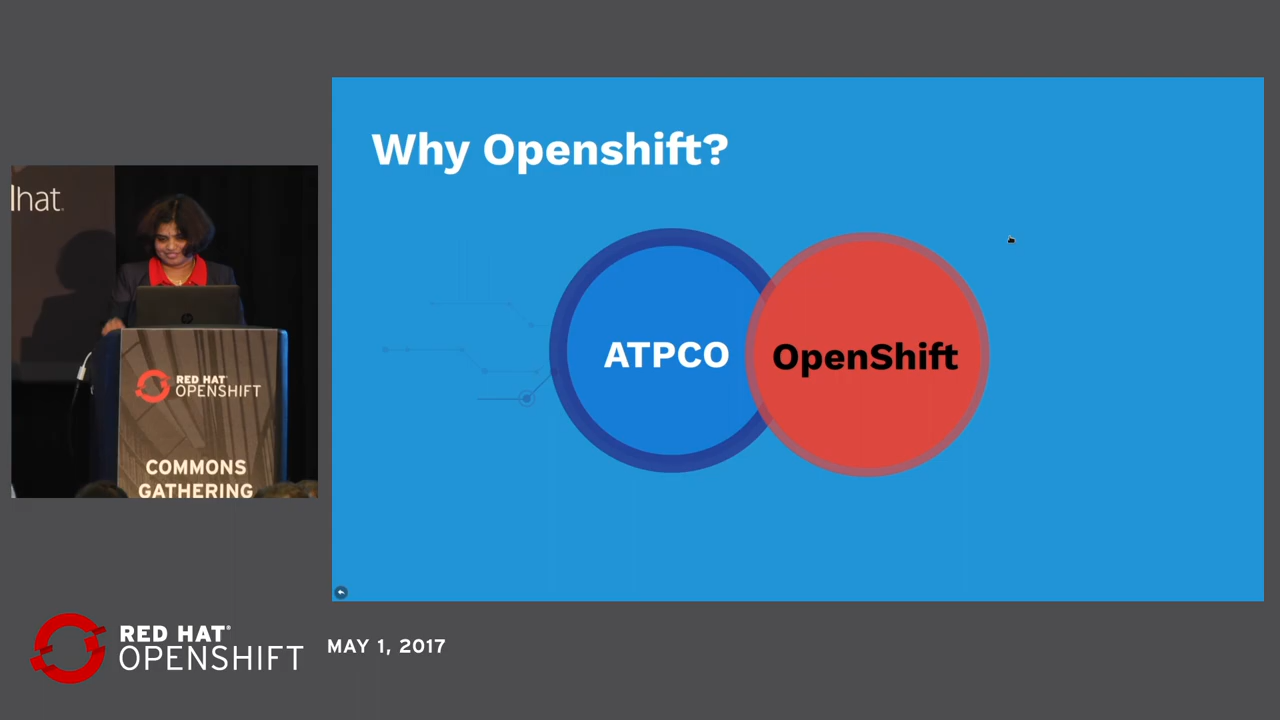 Why Openshift?
ATPCO
OpenShift
lhat.
RED HAT
OPENSHIFT
COMMONS
GATHERING
RED HAT®
OPENSHIFT
MAY 1, 2017